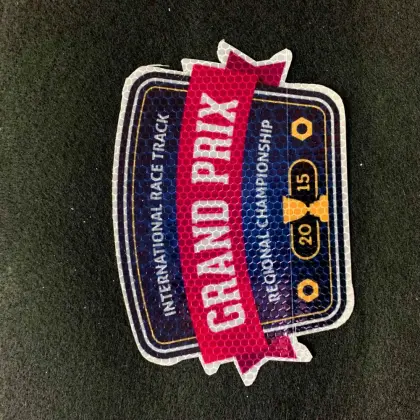 INTERNATIONAL RACE TRACK
GRAND PRIX
REGIONAL CHAMPIONSHIP
20 15